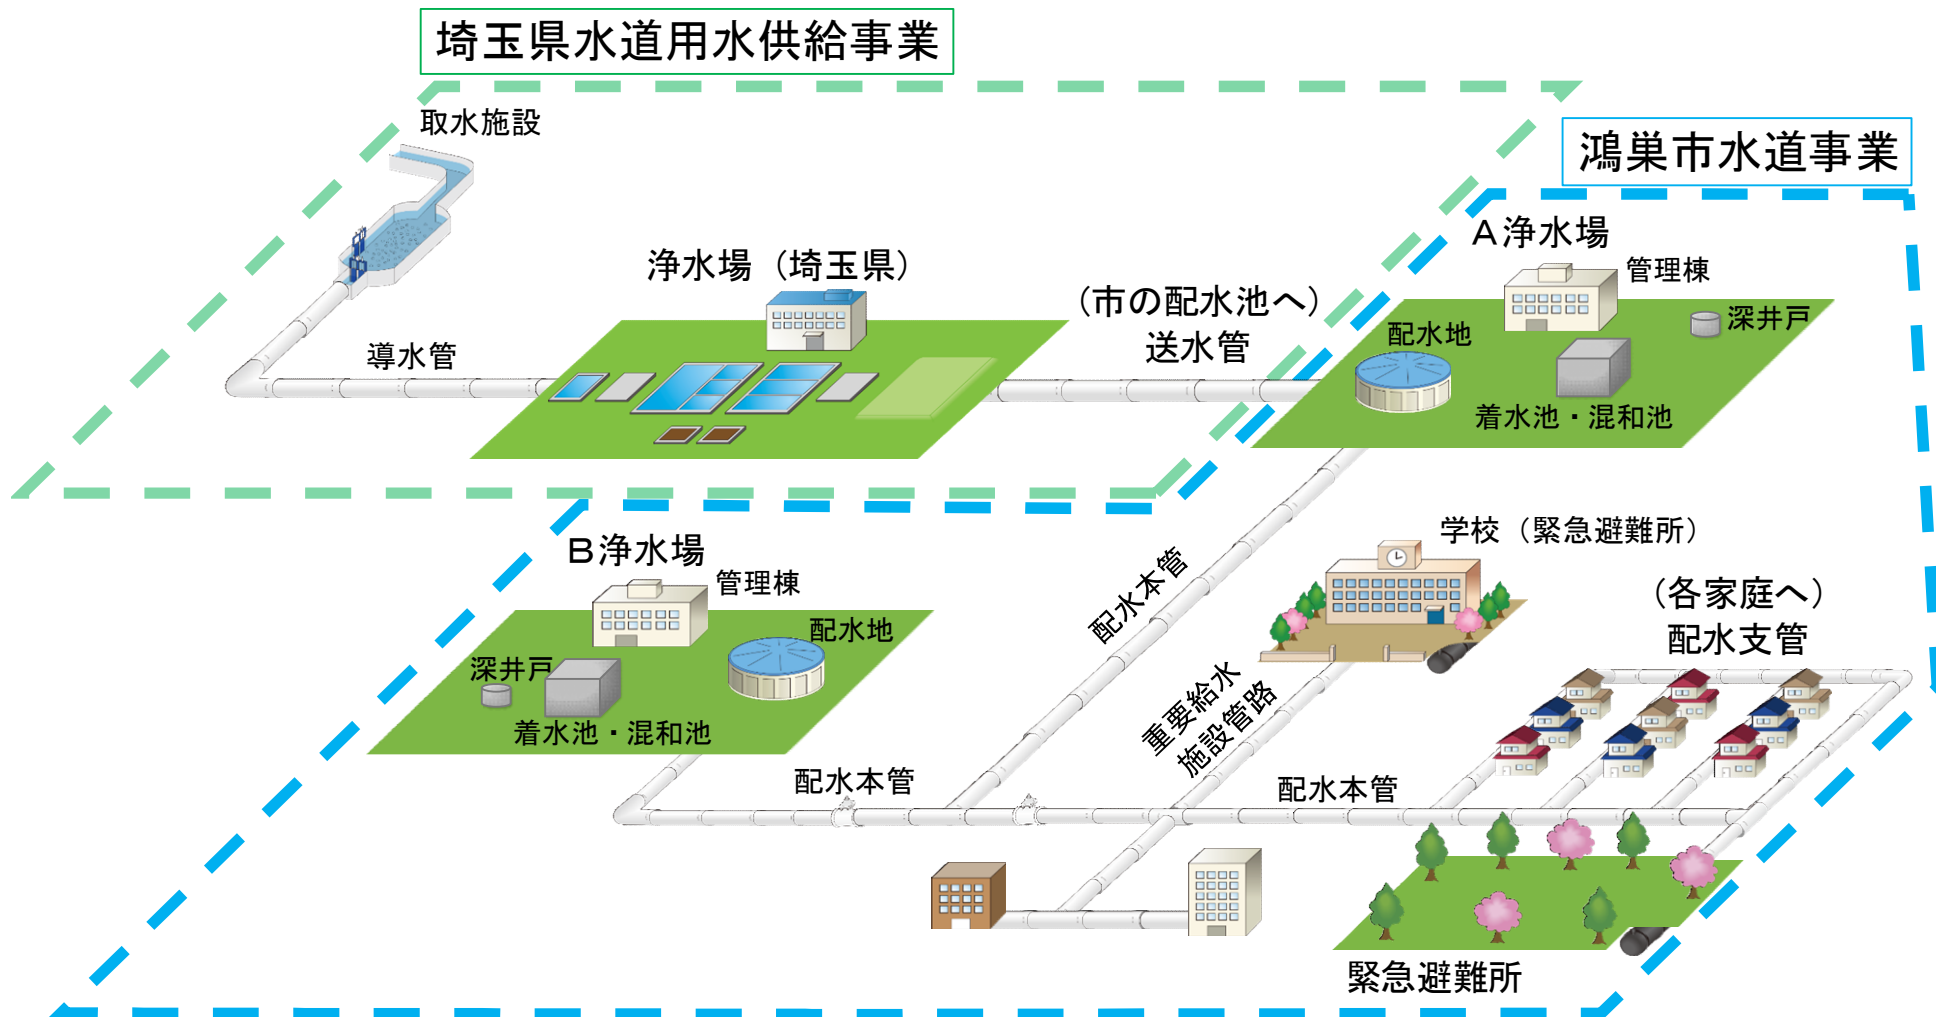 埼玉県水道用水供給事業
取水施設
鴻巣市水道事業
A浄水場
管理棟
浄水場（埼玉県）
（市の配水池へ）
送水管
深井戸
配水地
導水管
着水池・混和池
学校（緊急避難所）
B浄水場
管理棟
配水本管
（各家庭へ）
配水支管
配水地
深井戸
着水池・混和池
重要給水
施設管路
配水本管
配水本管
緊急避難所